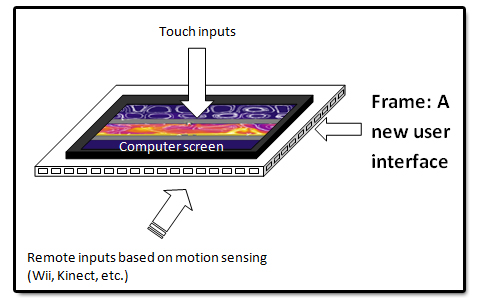 Touch inputs
Frame: A
new user
interface
Computer screen
Remote inputs based on motion sensing
(Wii, Kinect, etc.)